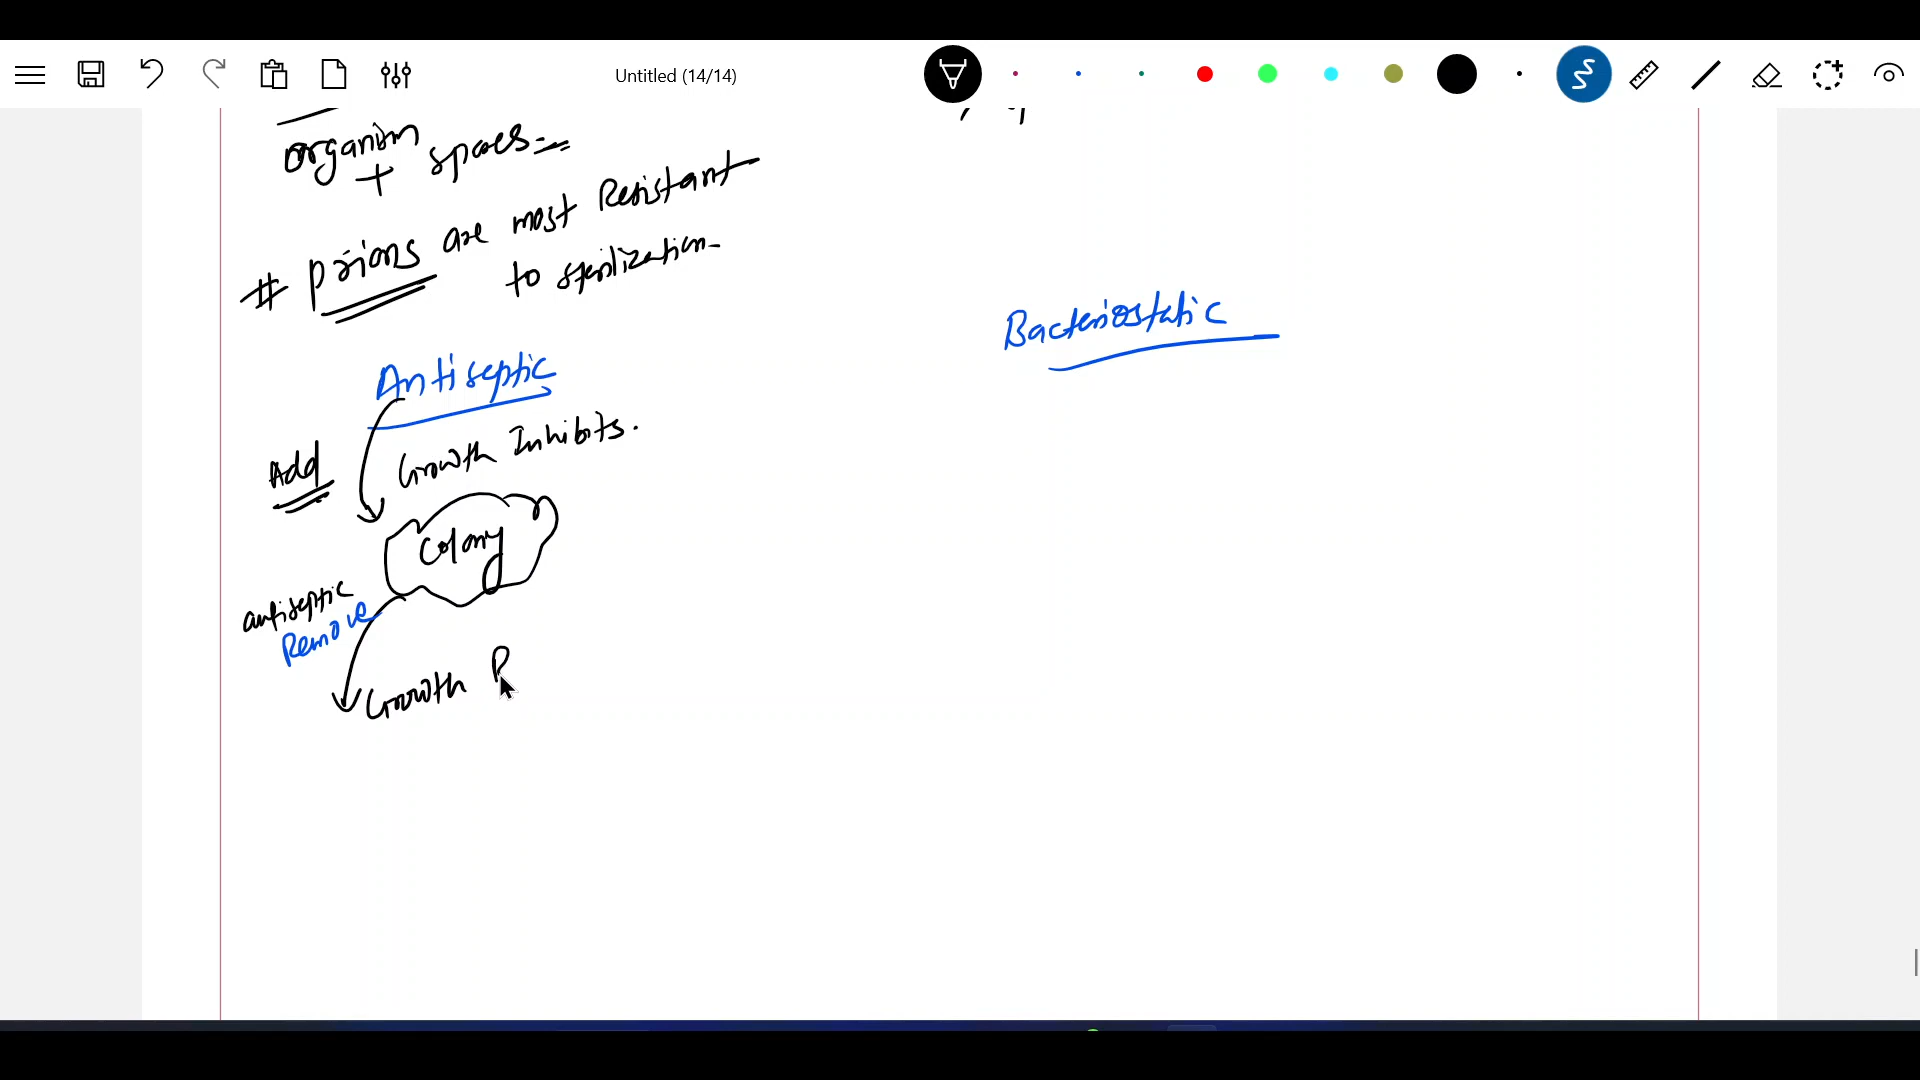 Untitled (14/14)
organism
+ spores
# prions are most Resistant
to sterilization
Bacteriostatic
Antiseptic
Growth Inhibits.
Add
Colony
antiseptic
Remove
Growth R